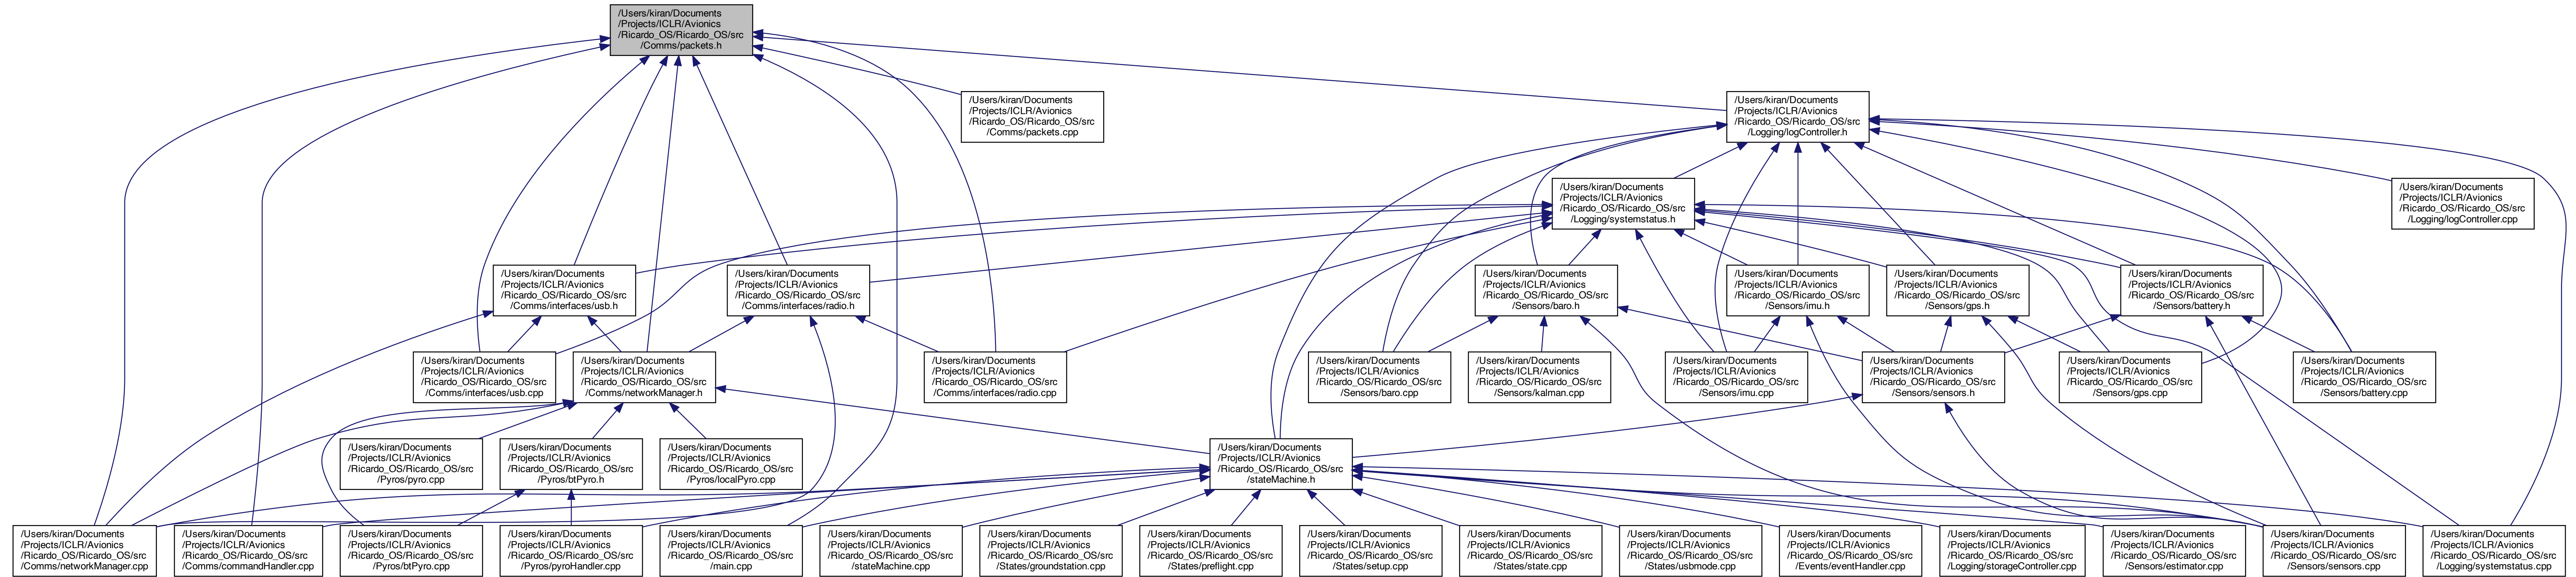 /Users/kiran/Documents
/Projects/ICLR/Avionics
/Ricardo_OS/Ricardo_OS/src
/Comms/packets.h
/Users/kiran/Documents
/Projects/ICLR/Avionics
/Ricardo_OS/Ricardo_OS/src
/Comms/packets.cpp
/Users/kiran/Documents
/Projects/ICLR/Avionics
/Ricardo_OS/Ricardo_OS/src
/Logging/logController.h
/Users/kiran/Documents
/Projects/ICLR/Avionics
/Ricardo_OS/Ricardo_OS/src
/Logging/systemstatus.h
/Users/kiran/Documents
/Projects/ICLR/Avionics
/Ricardo_OS/Ricardo_OS/src
/Logging/logController.cpp
/Users/kiran/Documents
/Projects/ICLR/Avionics
/Ricardo_OS/Ricardo_OS/src
/Comms/interfaces/usb.h
/Users/kiran/Documents
/Projects/ICLR/Avionics
/Ricardo_OS/Ricardo_OS/src
/Comms/interfaces/radio.h
/Users/kiran/Documents
/Projects/ICLR/Avionics
/Ricardo_OS/Ricardo_OS/src
/Sensors/baro.h
/Users/kiran/Documents
/Projects/ICLR/Avionics
/Ricardo_OS/Ricardo_OS/src
/Sensors/imu.h
/Users/kiran/Documents
/Projects/ICLR/Avionics
/Ricardo_OS/Ricardo_OS/src
/Sensors/gps.h
/Users/kiran/Documents
/Projects/ICLR/Avionics
/Ricardo_OS/Ricardo_OS/src
/Sensors/battery.h
/Users/kiran/Documents
/Projects/ICLR/Avionics
/Ricardo_OS/Ricardo_OS/src
/Comms/interfaces/usb.cpp
/Users/kiran/Documents
/Projects/ICLR/Avionics
/Ricardo_OS/Ricardo_OS/src
/Comms/networkManager.h
/Users/kiran/Documents
/Projects/ICLR/Avionics
/Ricardo_OS/Ricardo_OS/src
/Comms/interfaces/radio.cpp
/Users/kiran/Documents
/Projects/ICLR/Avionics
/Ricardo_OS/Ricardo_OS/src
/Sensors/baro.cpp
/Users/kiran/Documents
/Projects/ICLR/Avionics
/Ricardo_OS/Ricardo_OS/src
/Sensors/kalman.cpp
/Users/kiran/Documents
/Projects/ICLR/Avionics
/Ricardo_OS/Ricardo_OS/src
/Sensors/imu.cpp
/Users/kiran/Documents
/Projects/ICLR/Avionics
/Ricardo_OS/Ricardo_OS/src
/Sensors/sensors.h
/Users/kiran/Documents
/Projects/ICLR/Avionics
/Ricardo_OS/Ricardo_OS/src
/Sensors/gps.cpp
/Users/kiran/Documents
/Projects/ICLR/Avionics
/Ricardo_OS/Ricardo_OS/src
/Sensors/battery.cpp
/Users/kiran/Documents
/Projects/ICLR/Avionics
/Ricardo_OS/Ricardo_OS/src
/Pyros/pyro.cpp
/Users/kiran/Documents
/Projects/ICLR/Avionics
/Ricardo_OS/Ricardo_OS/src
/Pyros/btPyro.h
/Users/kiran/Documents
/Projects/ICLR/Avionics
/Ricardo_OS/Ricardo_OS/src
/Pyros/localPyro.cpp
/Users/kiran/Documents
/Projects/ICLR/Avionics
/Ricardo_OS/Ricardo_OS/src
/stateMachine.h
/Users/kiran/Documents
/Projects/ICLR/Avionics
/Ricardo_OS/Ricardo_OS/src
/Comms/networkManager.cpp
/Users/kiran/Documents
/Projects/ICLR/Avionics
/Ricardo_OS/Ricardo_OS/src
/Comms/commandHandler.cpp
/Users/kiran/Documents
/Projects/ICLR/Avionics
/Ricardo_OS/Ricardo_OS/src
/Pyros/btPyro.cpp
/Users/kiran/Documents
/Projects/ICLR/Avionics
/Ricardo_OS/Ricardo_OS/src
/Pyros/pyroHandler.cpp
/Users/kiran/Documents
/Projects/ICLR/Avionics
/Ricardo_OS/Ricardo_OS/src
/main.cpp
/Users/kiran/Documents
/Projects/ICLR/Avionics
/Ricardo_OS/Ricardo_OS/src
/stateMachine.cpp
/Users/kiran/Documents
/Projects/ICLR/Avionics
/Ricardo_OS/Ricardo_OS/src
/States/groundstation.cpp
/Users/kiran/Documents
/Projects/ICLR/Avionics
/Ricardo_OS/Ricardo_OS/src
/States/preflight.cpp
/Users/kiran/Documents
/Projects/ICLR/Avionics
/Ricardo_OS/Ricardo_OS/src
/States/setup.cpp
/Users/kiran/Documents
/Projects/ICLR/Avionics
/Ricardo_OS/Ricardo_OS/src
/States/state.cpp
/Users/kiran/Documents
/Projects/ICLR/Avionics
/Ricardo_OS/Ricardo_OS/src
/States/usbmode.cpp
/Users/kiran/Documents
/Projects/ICLR/Avionics
/Ricardo_OS/Ricardo_OS/src
/Events/eventHandler.cpp
/Users/kiran/Documents
/Projects/ICLR/Avionics
/Ricardo_OS/Ricardo_OS/src
/Logging/storageController.cpp
/Users/kiran/Documents
/Projects/ICLR/Avionics
/Ricardo_OS/Ricardo_OS/src
/Sensors/estimator.cpp
/Users/kiran/Documents
/Projects/ICLR/Avionics
/Ricardo_OS/Ricardo_OS/src
/Sensors/sensors.cpp
/Users/kiran/Documents
/Projects/ICLR/Avionics
/Ricardo_OS/Ricardo_OS/src
/Logging/systemstatus.cpp